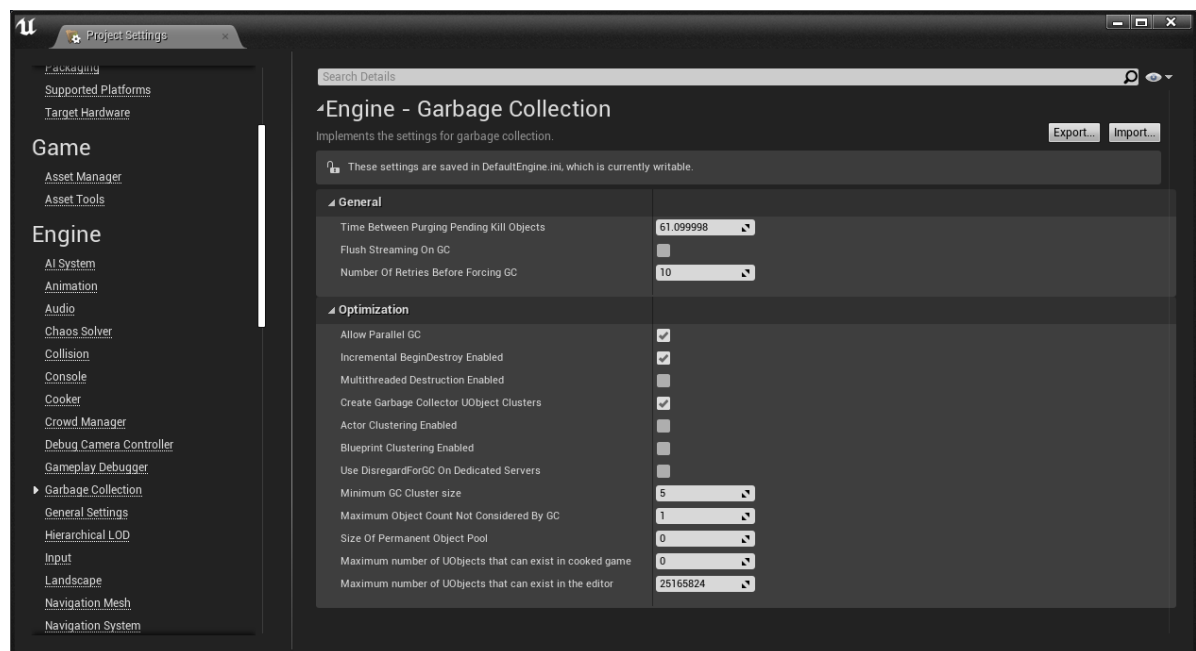 Project Settings
Packaging
Supported Platforms
Target Hardware
Game
Asset Manager
Asset Tools
Engine
AI System
Animation
Audio
Chaos Solver
Collision
Console
Cooker
Crowd Manager
Debug Camera Controller
Gameplay Debugger
Garbage Collection
General Settings
Hierarchical LOD
Input
Landscape
Navigation Mesh
Navigation System
Search Details
Engine - Garbage Collection
Implements the settings for garbage collection.
Export... Import...
These settings are saved in DefaultEngine.ini, which is currently writable.
General
Time Between Purging Pending Kill Objects 61.099998
Flush Streaming On GC
Number Of Retries Before Forcing GC 10
Optimization
Allow Parallel GC
Incremental BeginDestroy Enabled
Multithreaded Destruction Enabled
Create Garbage Collector UObject Clusters
Actor Clustering Enabled
Blueprint Clustering Enabled
Use DisregardForGC On Dedicated Servers
Minimum GC Cluster size 5
Maximum Object Count Not Considered By GC 1
Size Of Permanent Object Pool 0
Maximum number of UObjects that can exist in cooked game 0
Maximum number of UObjects that can exist in the editor 25165824